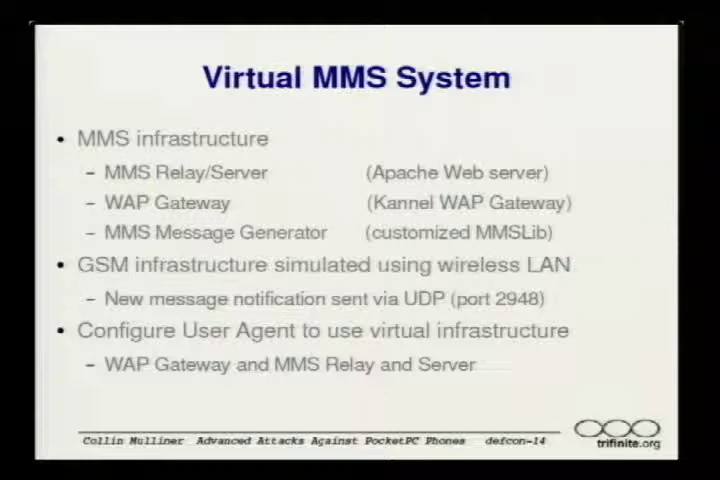 Virtual MMS System
• MMS infrastructure
– MMS Relay/Server (Apache Web server)
– WAP Gateway (Kannel WAP Gateway)
– MMS Message Generator (customized MMSLib)
• GSM infrastructure simulated using wireless LAN
– New message notification sent via UDP (port 2948)
• Configure User Agent to use virtual infrastructure
– WAP Gateway and MMS Relay and Server
Collin Mulliner Advanced Attacks Against PocketPC Phones defcon-14
trifinite.org